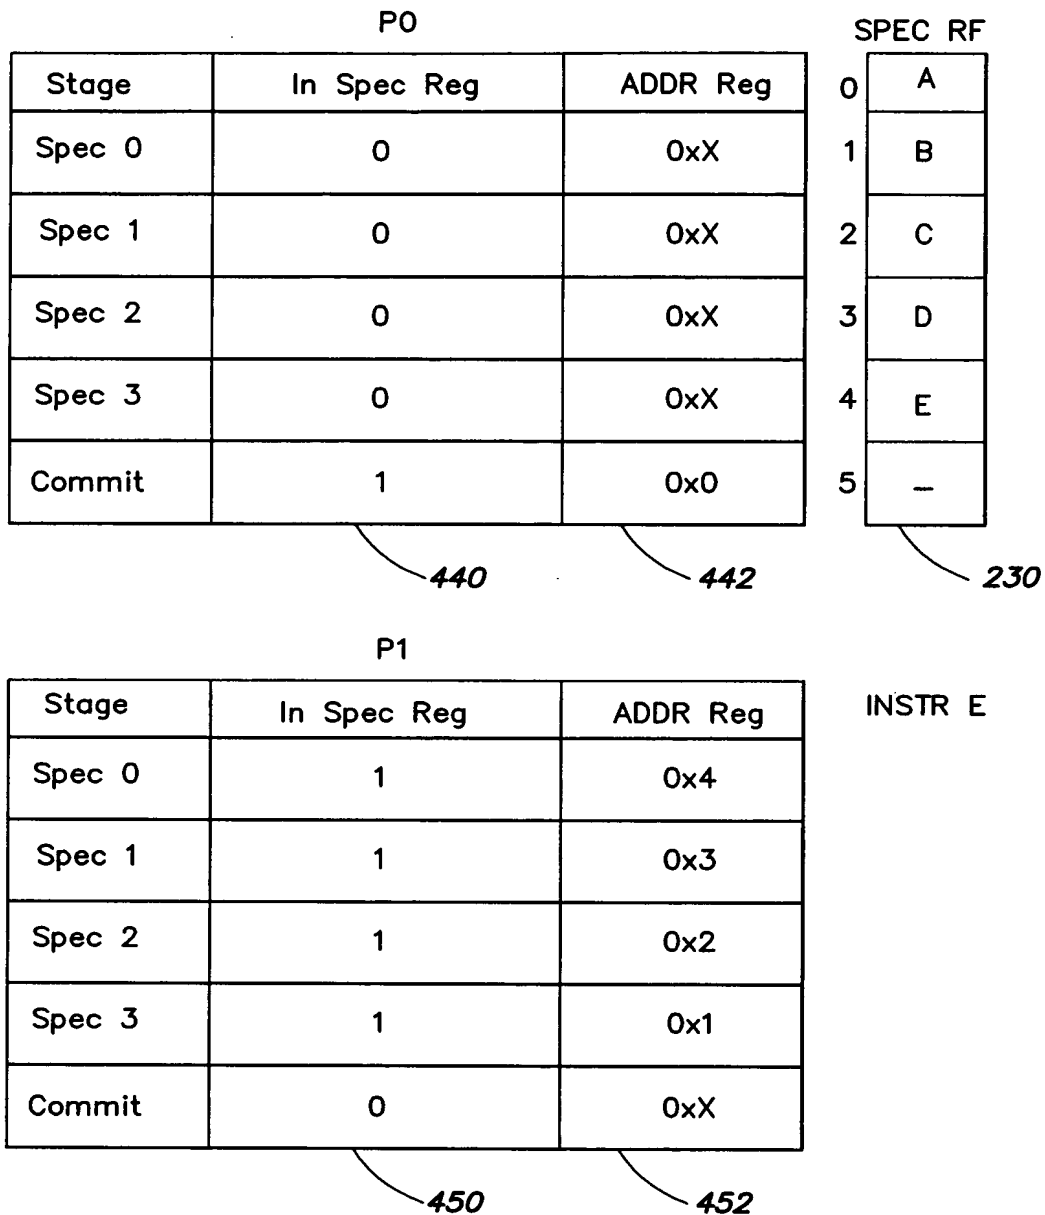 P0 SPEC RF
Stage In Spec Reg ADDR Reg 0 A
Spec 0 0 0xX 1 B
Spec 1 0 0xX 2 C
Spec 2 0 0xX 3 D
Spec 3 0 0xX 4 E
Commit 1 0x0 5 –
440 442 230
P1
Stage In Spec Reg ADDR Reg INSTR E
Spec 0 1 0x4
Spec 1 1 0x3
Spec 2 1 0x2
Spec 3 1 0x1
Commit 0 0xX
450 452